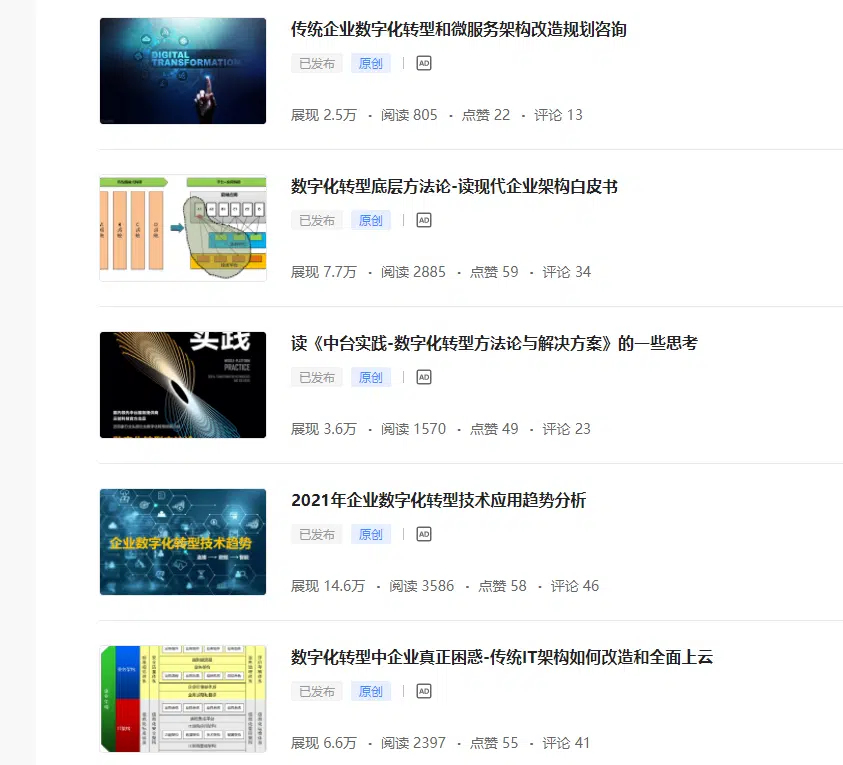 DIGITAL
TRANSFORMATION
传统企业数字化转型和微服务架构改造规划咨询
已发布 原创 | AD
展现 2.5万 · 阅读 805 · 点赞 22 · 评论 13
数字化转型底层方法论-读现代企业架构白皮书
已发布 原创 | AD
展现 7.7万 · 阅读 2885 · 点赞 59 · 评论 34
实践
PRACTICE
读《中台实践-数字化转型方法论与解决方案》的一些思考
已发布 原创 | AD
展现 3.6万 · 阅读 1570 · 点赞 49 · 评论 23
企业数字化转型技术趋势
2021年企业数字化转型技术应用趋势分析
已发布 原创 | AD
展现 14.6万 · 阅读 3586 · 点赞 58 · 评论 46
数字化转型中企业真正困惑-传统IT架构如何改造和全面上云
已发布 原创 | AD
展现 6.6万 · 阅读 2397 · 点赞 55 · 评论 41